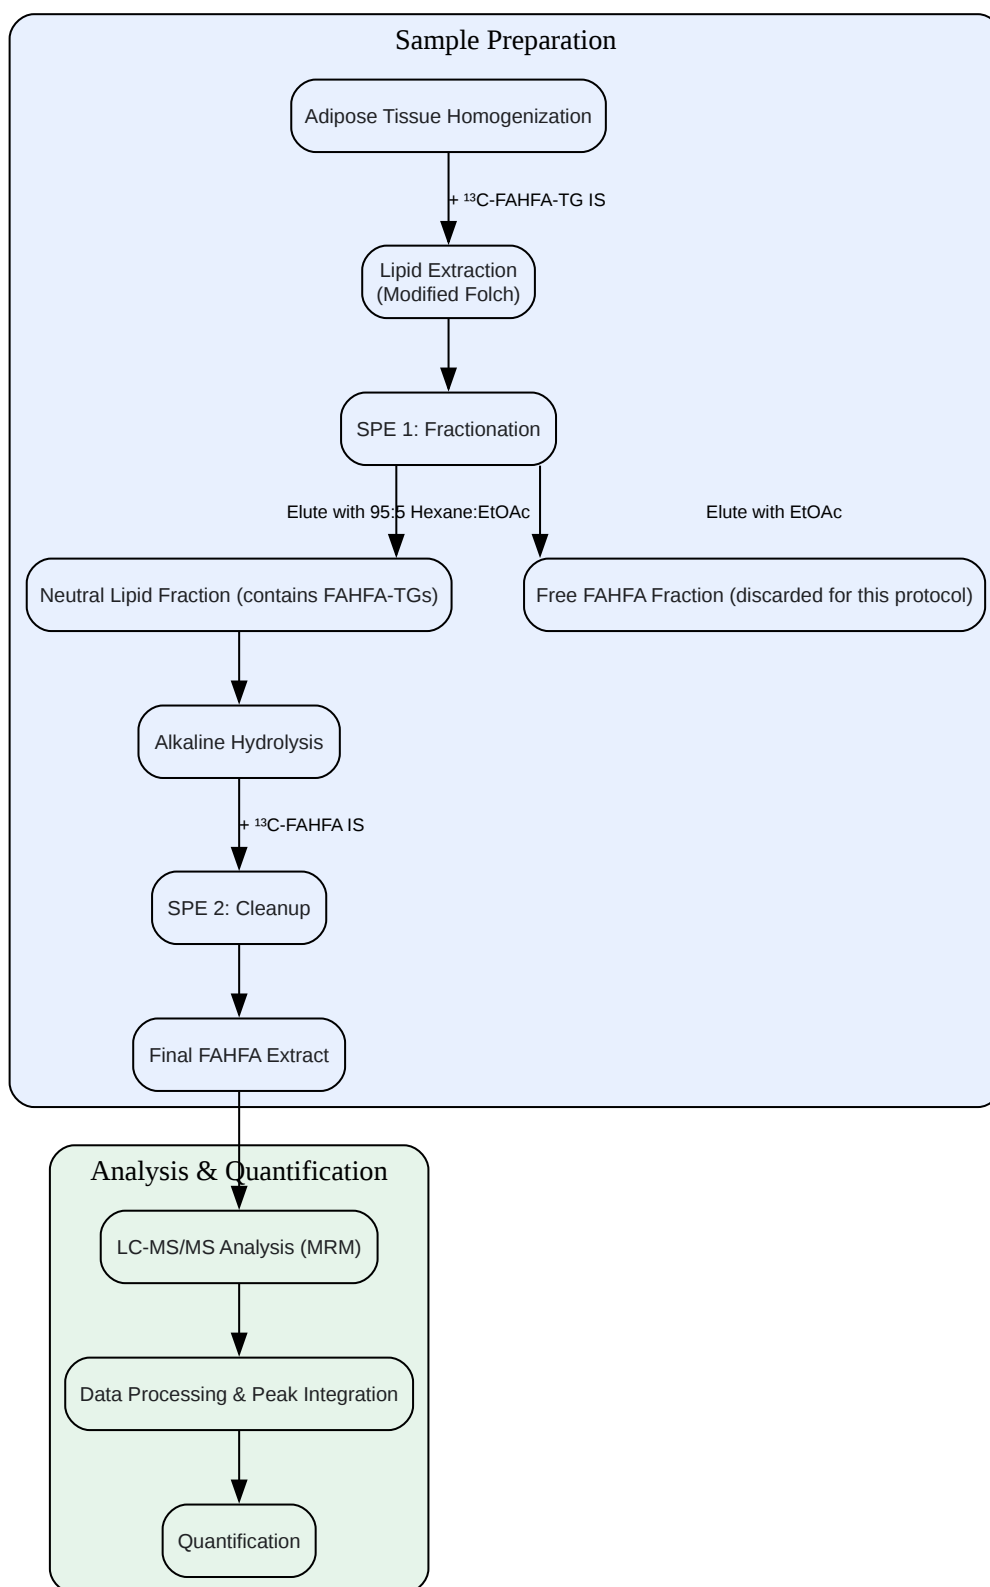 Sample Preparation
Adipose Tissue Homogenization
+ ¹³C-FAHFA-TG IS
Lipid Extraction
(Modified Folch)
SPE 1: Fractionation
Elute with 95:5 Hexane:EtOAc
Elute with EtOAc
Neutral Lipid Fraction (contains FAHFA-TGs)
Free FAHFA Fraction (discarded for this protocol)
Alkaline Hydrolysis
+ ¹³C-FAHFA IS
SPE 2: Cleanup
Final FAHFA Extract
Analysis & Quantification
LC-MS/MS Analysis (MRM)
Data Processing & Peak Integration
Quantification